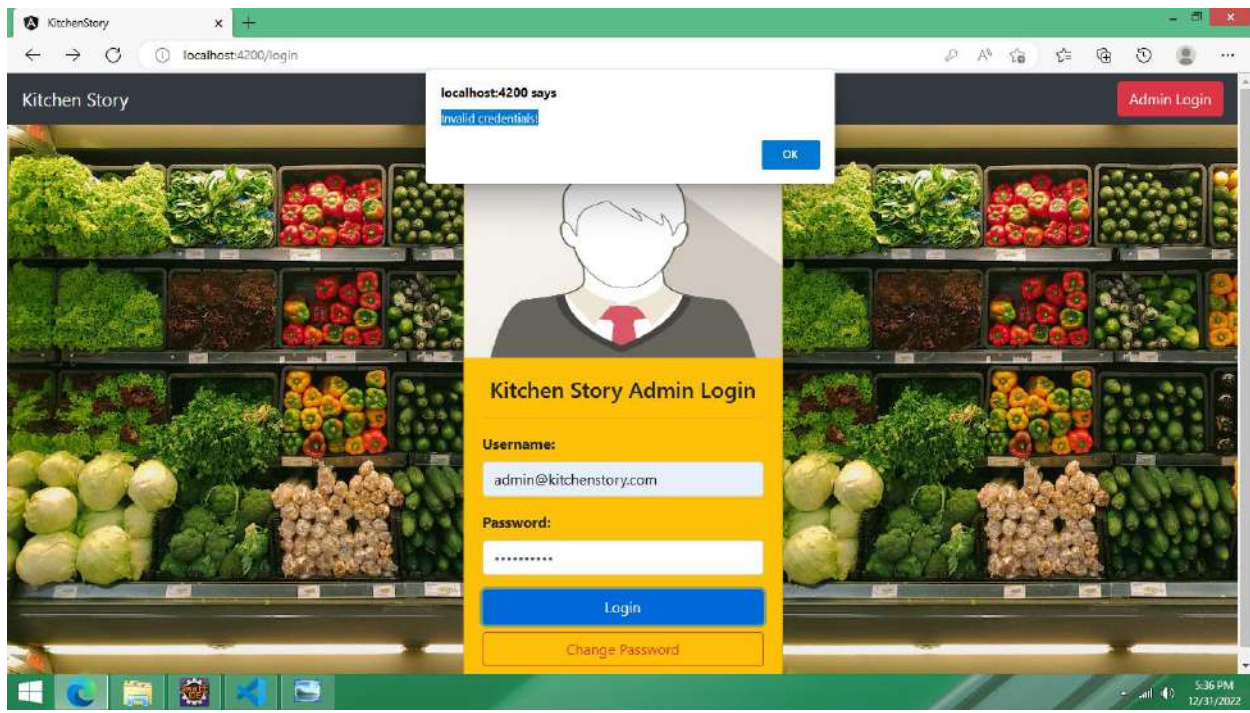 KitchenStory
localhost:4200/login
Kitchen Story
localhost:4200 says
Invalid credentials!
OK
Admin Login
Kitchen Story Admin Login
Username:
admin@kitchenstory.com
Password:
••••••••••
Login
Change Password
5:36 PM
12/31/2022